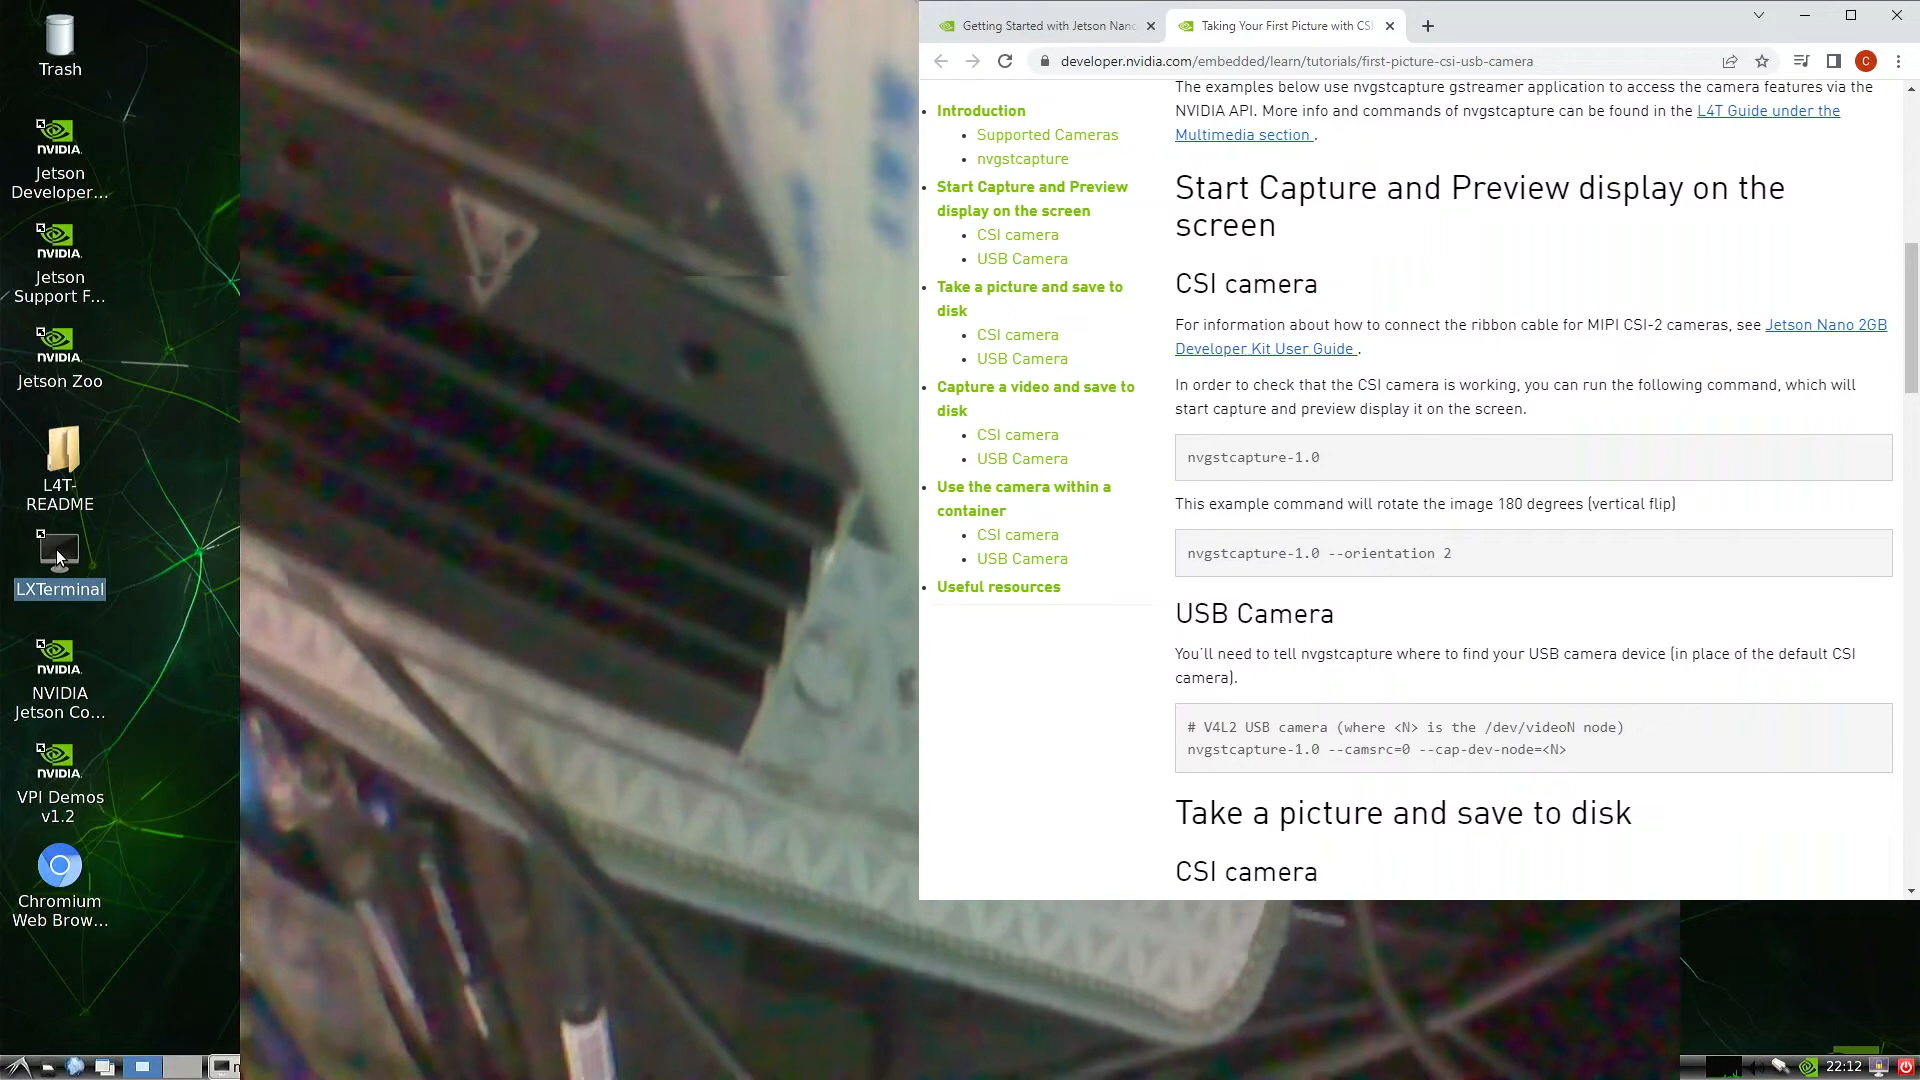 Trash
NVIDIA.
Jetson
Developer...
NVIDIA.
Jetson
Support F...
NVIDIA.
Jetson Zoo
L4T-
README
LXTerminal
NVIDIA.
NVIDIA
Jetson Co...
NVIDIA.
VPI Demos
v1.2
Chromium
Web Brow...
Getting Started with Jetson Nano
Taking Your First Picture with CSI
developer.nvidia.com/embedded/learn/tutorials/first-picture-csi-usb-camera
C
Introduction
Supported Cameras
nvgstcapture
Start Capture and Preview
display on the screen
CSI camera
USB Camera
Take a picture and save to
disk
CSI camera
USB Camera
Capture a video and save to
disk
CSI camera
USB Camera
Use the camera within a
container
CSI camera
USB Camera
Useful resources
The examples below use nvgstcapture gstreamer application to access the camera features via the
NVIDIA API. More info and commands of nvgstcapture can be found in the L4T Guide under the
Multimedia section .
Start Capture and Preview display on the
screen
CSI camera
For information about how to connect the ribbon cable for MIPI CSI-2 cameras, see Jetson Nano 2GB
Developer Kit User Guide .
In order to check that the CSI camera is working, you can run the following command, which will
start capture and preview display it on the screen.
nvgstcapture-1.0
This example command will rotate the image 180 degrees (vertical flip)
nvgstcapture-1.0 --orientation 2
USB Camera
You'll need to tell nvgstcapture where to find your USB camera device (in place of the default CSI
camera).
# V4L2 USB camera (where <N> is the /dev/videoN node)
nvgstcapture-1.0 --camsrc=0 --cap-dev-node=<N>
Take a picture and save to disk
CSI camera
22:12